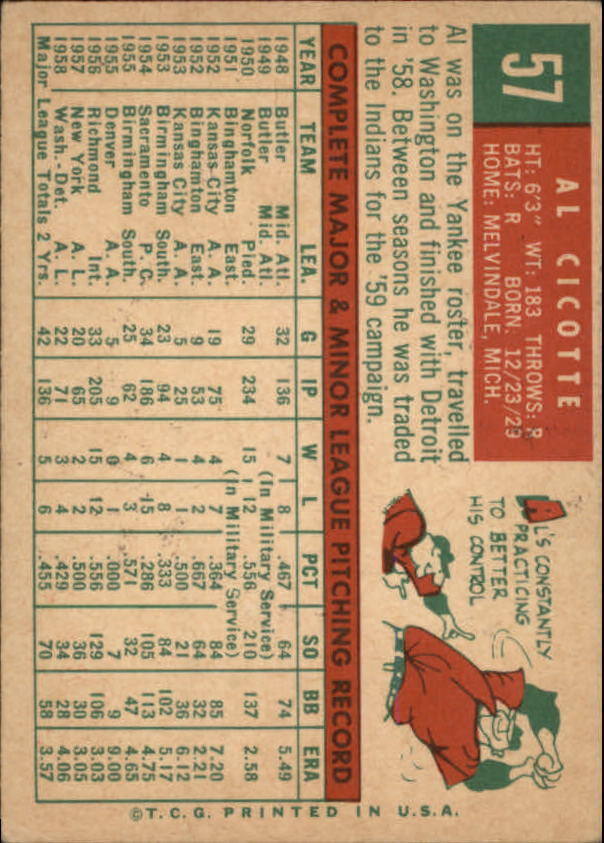 57
AL CICOTTE
HT: 6'3" WT: 183 THROWS: R
BATS: R BORN: 12/23/29
HOME: MELVINDALE, MICH.
Al was on the Yankee roster, travelled
to Washington and finished with Detroit
in '58. Between seasons he was traded
to the Indians for the '59 campaign.
AL'S CONSTANTLY
PRACTICING
TO BETTER
HIS CONTROL
COMPLETE MAJOR & MINOR LEAGUE PITCHING RECORD
YEAR TEAM LEA. G IP W L PCT SO BB ERA
1948 Butler Mid. Atl. 32 136 7 8 .467 64 74 5.49
1949 Butler Mid. Atl. (In Military Service)
1950 Norfolk Pied. 29 234 15 12 .556 210 137 2.58
1951 Binghamton East. (In Military Service)
1952 Kansas City A. A. 19 75 4 7 .364 84 85 7.20
1952 Binghamton East. 9 53 4 2 .667 64 32 2.21
1953 Kansas City A. A. 5 25 1 1 .500 21 36 6.12
1953 Birmingham South. 23 94 4 8 .333 84 102 5.17
1954 Sacramento P. C. 34 186 6 15 .286 105 113 4.75
1955 Birmingham South. 25 62 4 3 .571 32 47 4.65
1955 Denver A. A. 5 9 0 1 .000 7 9 9.00
1956 Richmond Int. 33 205 15 12 .556 129 106 3.03
1957 New York A. L. 20 65 2 2 .500 36 30 3.05
1958 Wash.-Det. A. L. 22 71 3 4 .429 34 28 4.06
Major League Totals 2 Yrs. 42 136 5 6 .455 70 58 3.57
©T.C.G. PRINTED IN U.S.A.